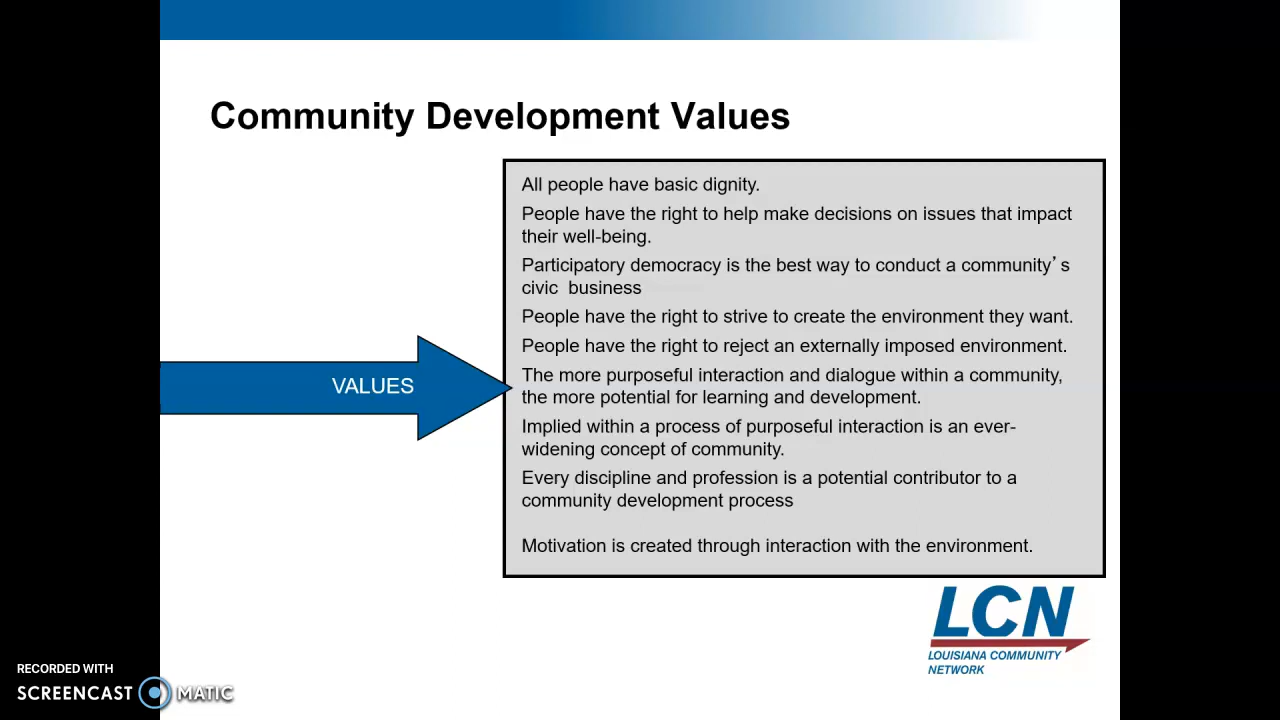 Community Development Values
All people have basic dignity.
People have the right to help make decisions on issues that impact
their well-being.
Participatory democracy is the best way to conduct a community’s
civic business
People have the right to strive to create the environment they want.
People have the right to reject an externally imposed environment.
VALUES
The more purposeful interaction and dialogue within a community,
the more potential for learning and development.
Implied within a process of purposeful interaction is an ever-
widening concept of community.
Every discipline and profession is a potential contributor to a
community development process
Motivation is created through interaction with the environment.
LCN
LOUISIANA COMMUNITY
NETWORK
RECORDED WITH
SCREENCAST MATIC